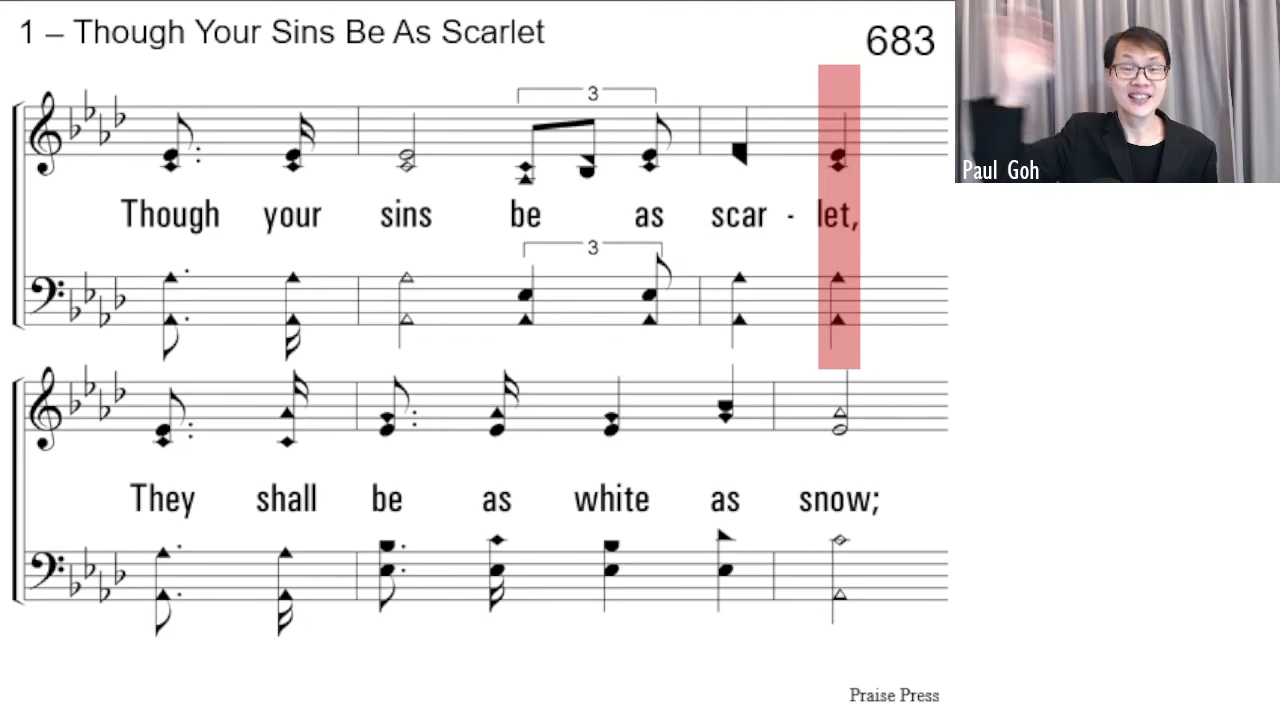 1 – Though Your Sins Be As Scarlet
683
3
Though your sins be as scar - let,
3
They shall be as white as snow;
Praise Press
Paul Goh